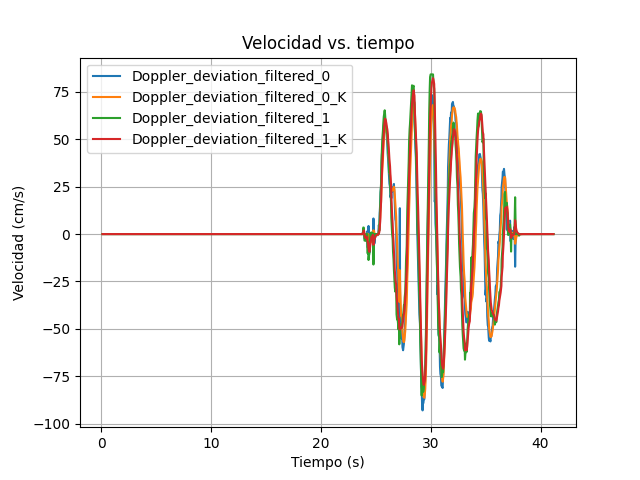 Velocidad vs. tiempo
Doppler_deviation_filtered_0
Doppler_deviation_filtered_0_K
Doppler_deviation_filtered_1
Doppler_deviation_filtered_1_K
Velocidad (cm/s)
75
50
25
0
−25
−50
−75
−100
0 10 20 30 40
Tiempo (s)